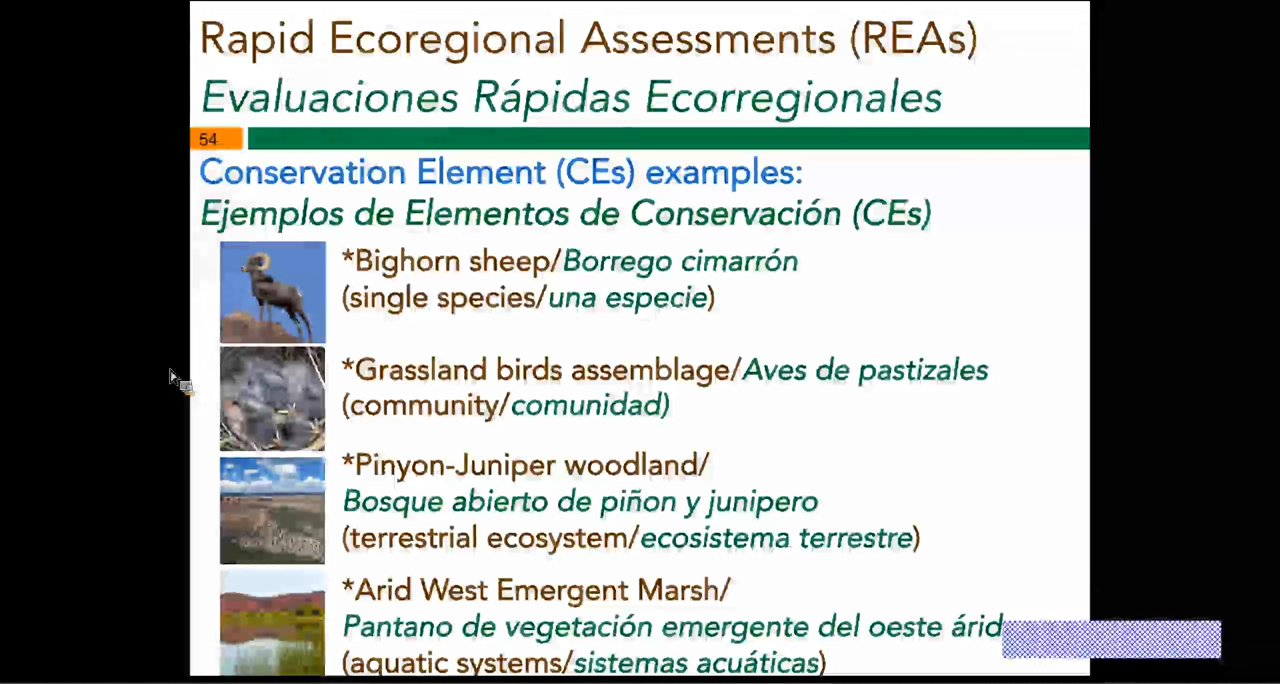 Rapid Ecoregional Assessments (REAs)
Evaluaciones Rápidas Ecorregionales
54
Conservation Element (CEs) examples:
Ejemplos de Elementos de Conservación (CEs)
*Bighorn sheep/Borrego cimarrón
(single species/una especie)
*Grassland birds assemblage/Aves de pastizales
(community/comunidad)
*Pinyon-Juniper woodland/
Bosque abierto de piñon y junipero
(terrestrial ecosystem/ecosistema terrestre)
*Arid West Emergent Marsh/
Pantano de vegetación emergente del oeste
(aquatic systems/sistemas acuáticas)